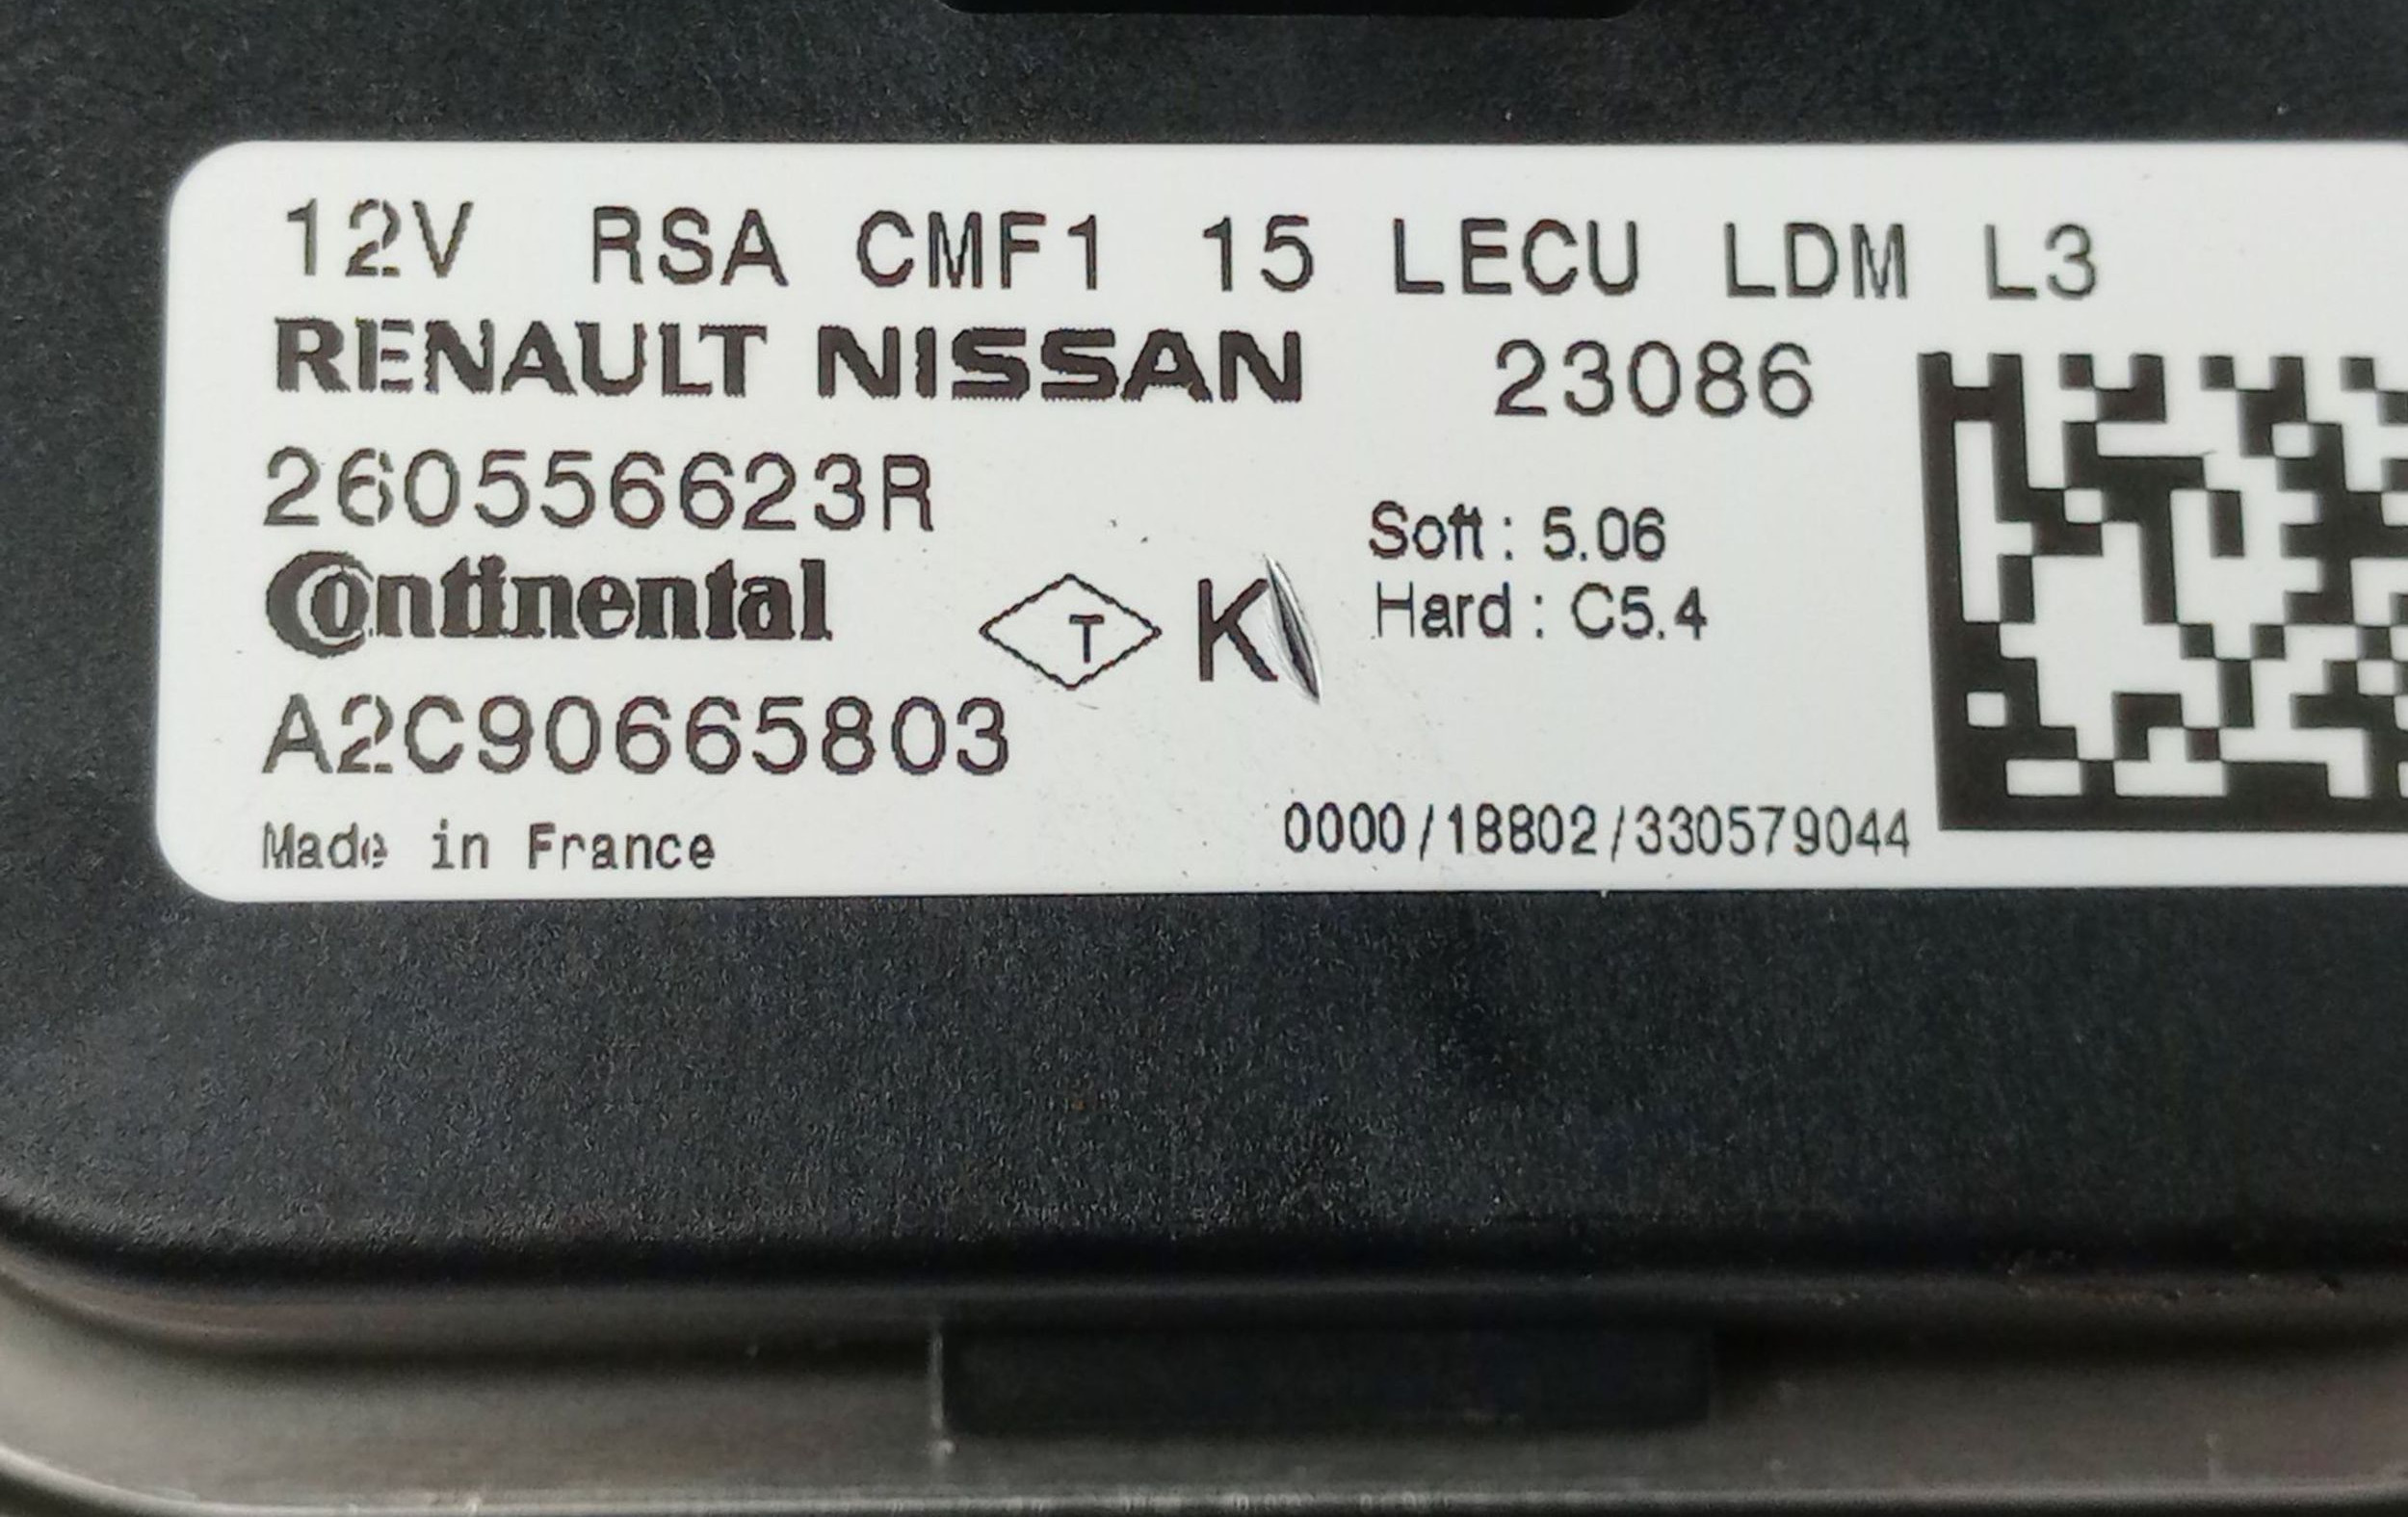 12V RSA CMF1 15 LECU LDM L3
RENAULT NISSAN 23086
260556623R
Soft : 5.06
Continental T K Hard : C5.4
A2C90665803
Made in France 0000/18802/330579044